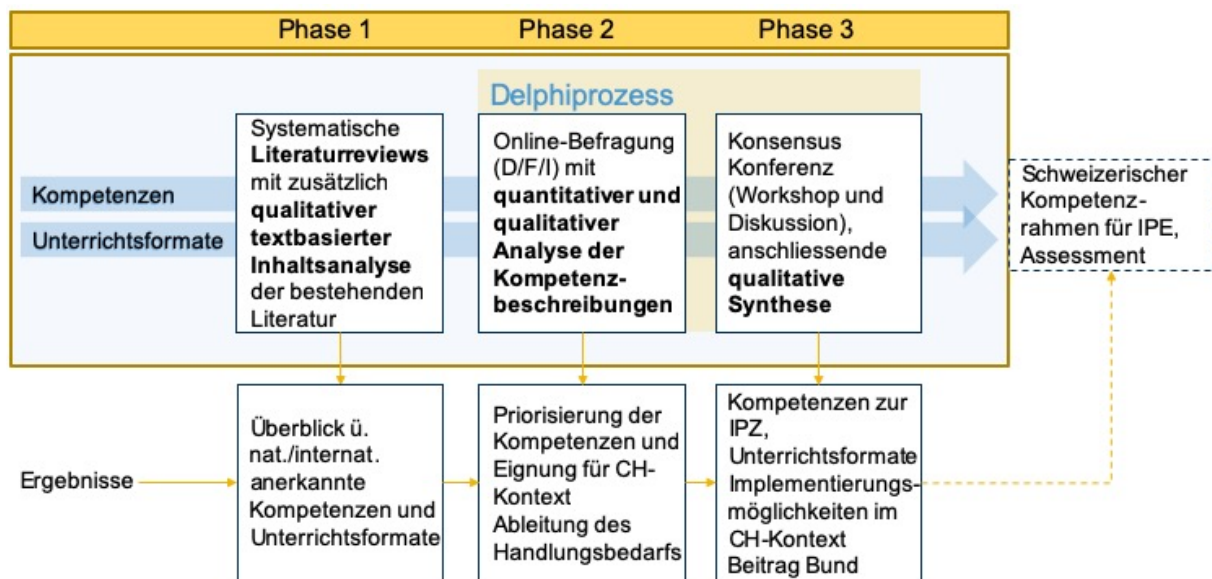 Phase 1
Phase 2
Phase 3
Delphiprozess
Kompetenzen
Unterrichtsformate
Systematische
Literaturreviews
mit zusätzlich
qualitativer
textbasierter
Inhaltsanalyse
der bestehenden
Literatur
Online-Befragung
(D/F/I) mit
quantitativer und
qualitativer
Analyse der
Kompetenz-
beschreibungen
Konsensus
Konferenz
(Workshop und
Diskussion),
anschliessende
qualitative
Synthese
Schweizerischer
Kompetenz-
rahmen für IPE,
Assessment
Ergebnisse
Überblick ü.
nat./internat.
anerkannte
Kompetenzen und
Unterrichtsformate
Priorisierung der
Kompetenzen und
Eignung für CH-
Kontext
Ableitung des
Handlungsbedarfs
Kompetenzen zur
IPZ,
Unterrichtsformate
Implementierungs-
möglichkeiten im
CH-Kontext
Beitrag Bund